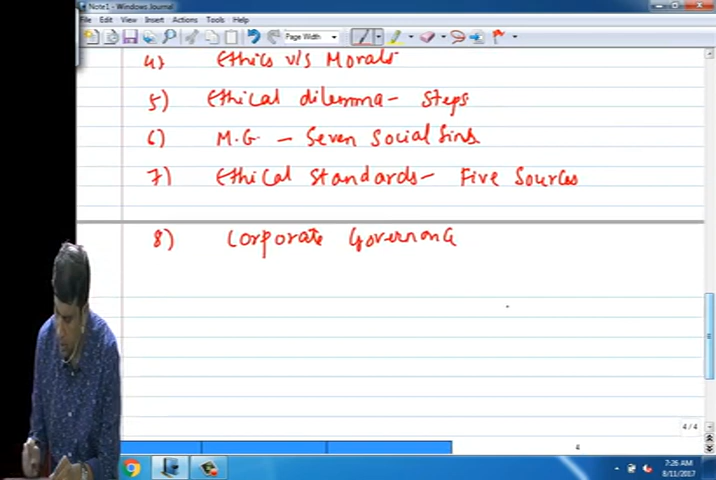 Note1 - Windows Journal
File Edit View Insert Actions Tools Help
Page Width
4) Ethics v/s Morals
5) Ethical dilemma - Steps
6) M.G. - Seven Social Sins
7) Ethical Standards - Five Sources
8) Corporate Governance
4/4
4
7:26 AM
8/11/2017